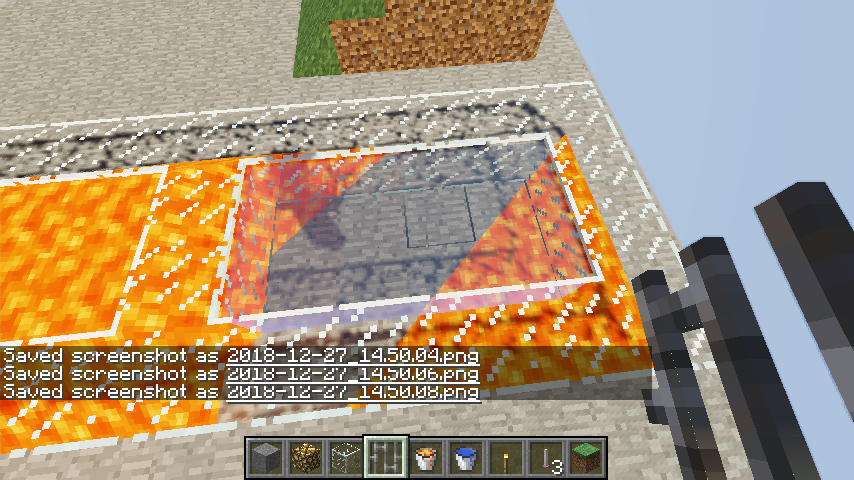 Saved screenshot as 2018-12-27_14.50.04.png
Saved screenshot as 2018-12-27_14.50.06.png
Saved screenshot as 2018-12-27_14.50.08.png
3